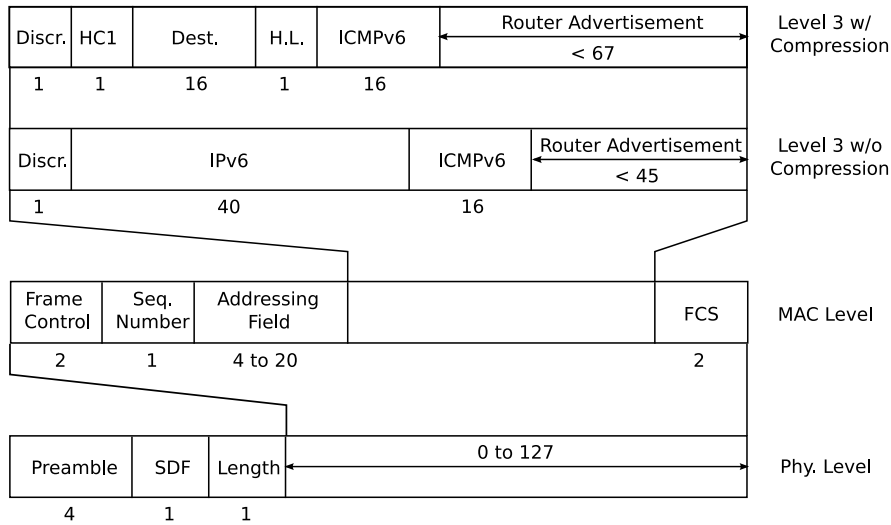 Discr. HC1 Dest. H.L. ICMPv6 Router Advertisement
< 67
Level 3 w/
Compression
1 1 16 1 16
Discr. IPv6 ICMPv6 Router Advertisement
< 45
Level 3 w/o
Compression
1 40 16
Frame
Control
Seq.
Number
Addressing
Field
FCS
MAC Level
2 1 4 to 20 2
Preamble SDF Length 0 to 127
Phy. Level
4 1 1